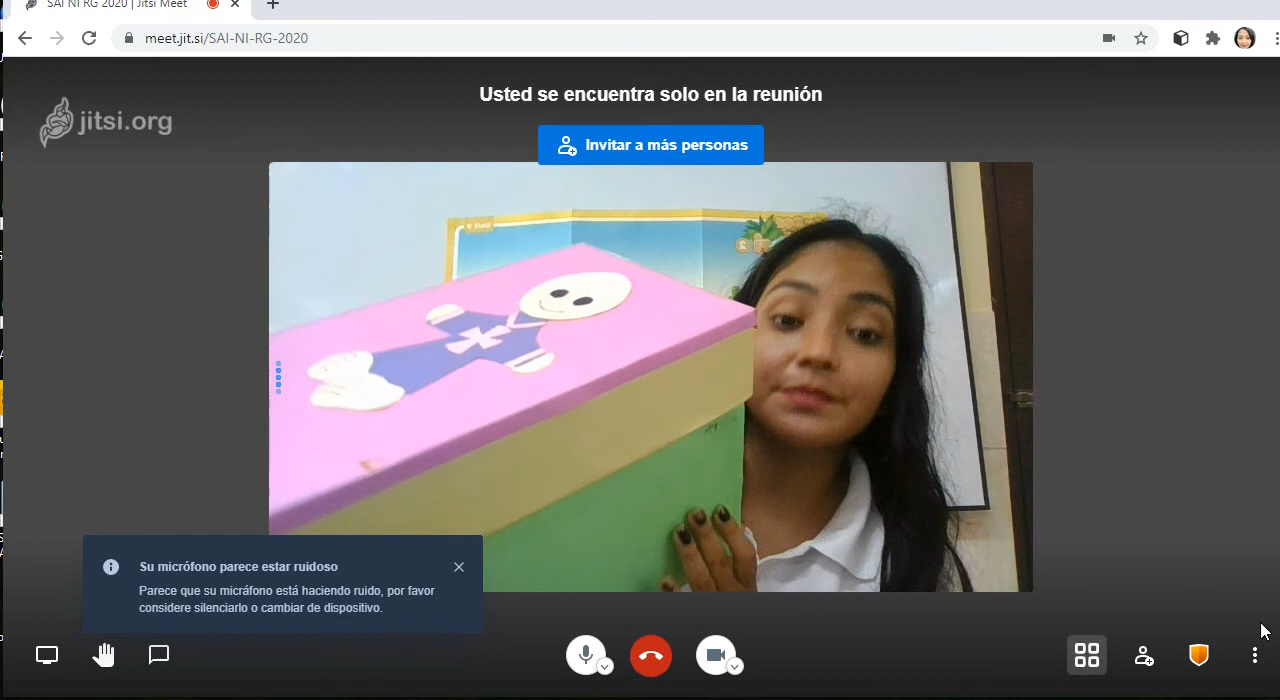 SAI NI RG 2020 | Jitsi Meet
meet.jit.si/SAI-NI-RG-2020
jitsi.org
Usted se encuentra solo en la reunión
Invitar a más personas
Su micrófono parece estar ruidoso
Parece que su micráfono está haciendo ruido, por favor
considere silenciarlo o cambiar de dispositivo.